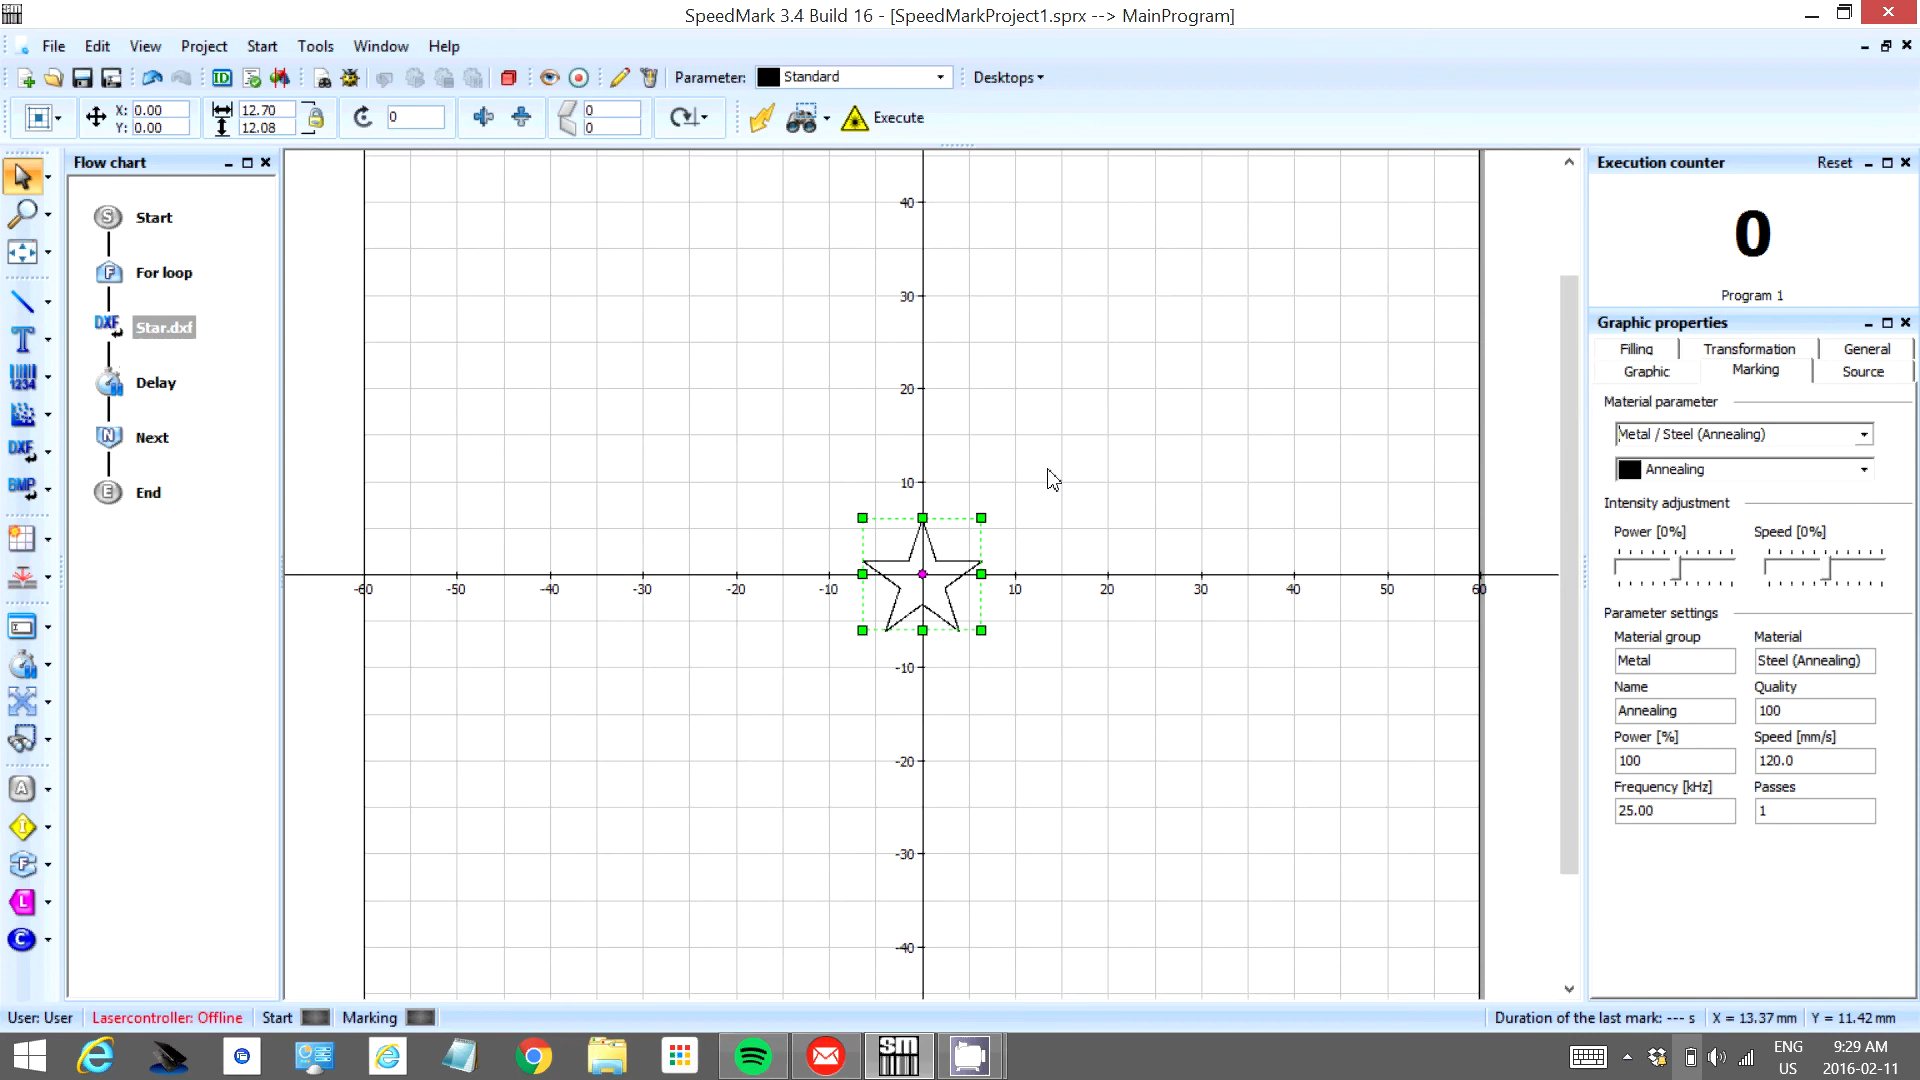 SpeedMark 3.4 Build 16 - [SpeedMarkProject1.sprx --> MainProgram]
File Edit View Project Start Tools Window Help
ID Parameter: Standard Desktops
X: 0.00 12.70 0 0 Execute
Y: 0.00 12.08 0
Flow chart
S Start
F For loop
DXF Star.dxf
Delay
N Next
E End
T
1234
DXF
BMP
A
I
F
L
C
40
30
20
10
-60 -50 -40 -30 -20 -10 10 20 30 40 50 60
-10
-20
-30
-40
Execution counter Reset
0
Program 1
Graphic properties
Filling Transformation General
Graphic Marking Source
Material parameter
Metal / Steel (Annealing)
Annealing
Intensity adjustment
Power [0%] Speed [0%]
Parameter settings
Material group Material
Metal Steel (Annealing)
Name Quality
Annealing 100
Power [%] Speed [mm/s]
100 120.0
Frequency [kHz] Passes
25.00 1
User: User Lasercontroller: Offline Start Marking Duration of the last mark: --- s X = 13.37 mm Y = 11.42 mm
sm ENG 9:29 AM
US 2016-02-11